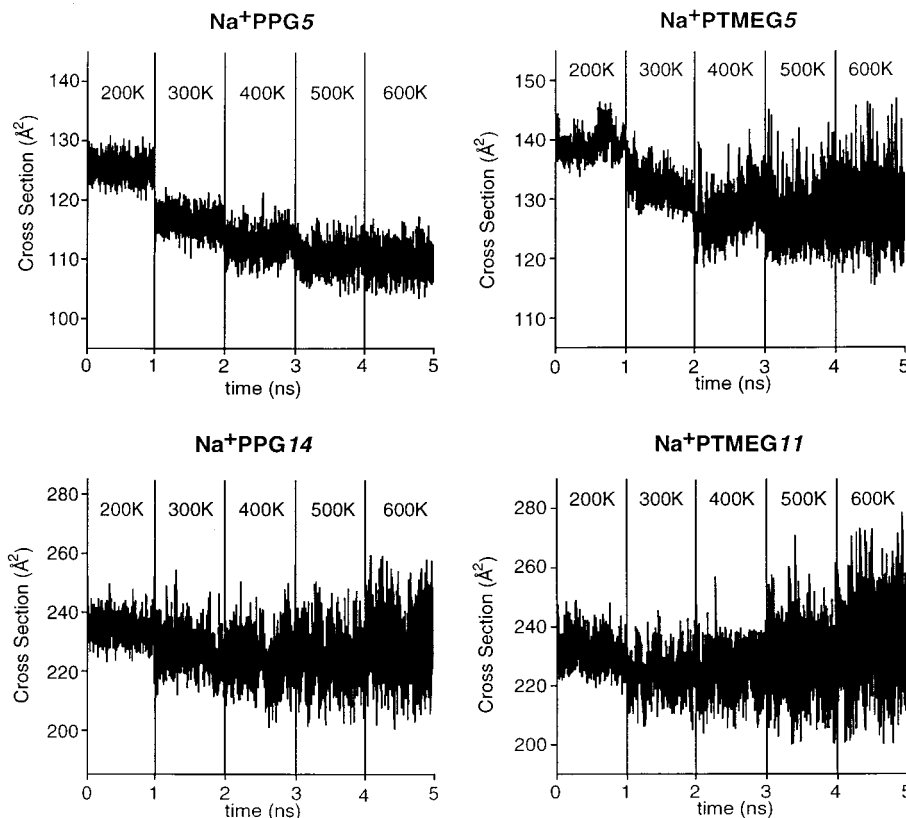 Na⁺PPG5
Cross Section (Å²)
140
130
120
110
100
200K 300K 400K 500K 600K
0 1 2 3 4 5
time (ns)
Na⁺PTMEG5
Cross Section (Å²)
150
140
130
120
110
200K 300K 400K 500K 600K
0 1 2 3 4 5
time (ns)
Na⁺PPG14
Cross Section (Å²)
280
260
240
220
200
200K 300K 400K 500K 600K
0 1 2 3 4 5
time (ns)
Na⁺PTMEG11
Cross Section (Å²)
280
260
240
220
200
200K 300K 400K 500K 600K
0 1 2 3 4 5
time (ns)